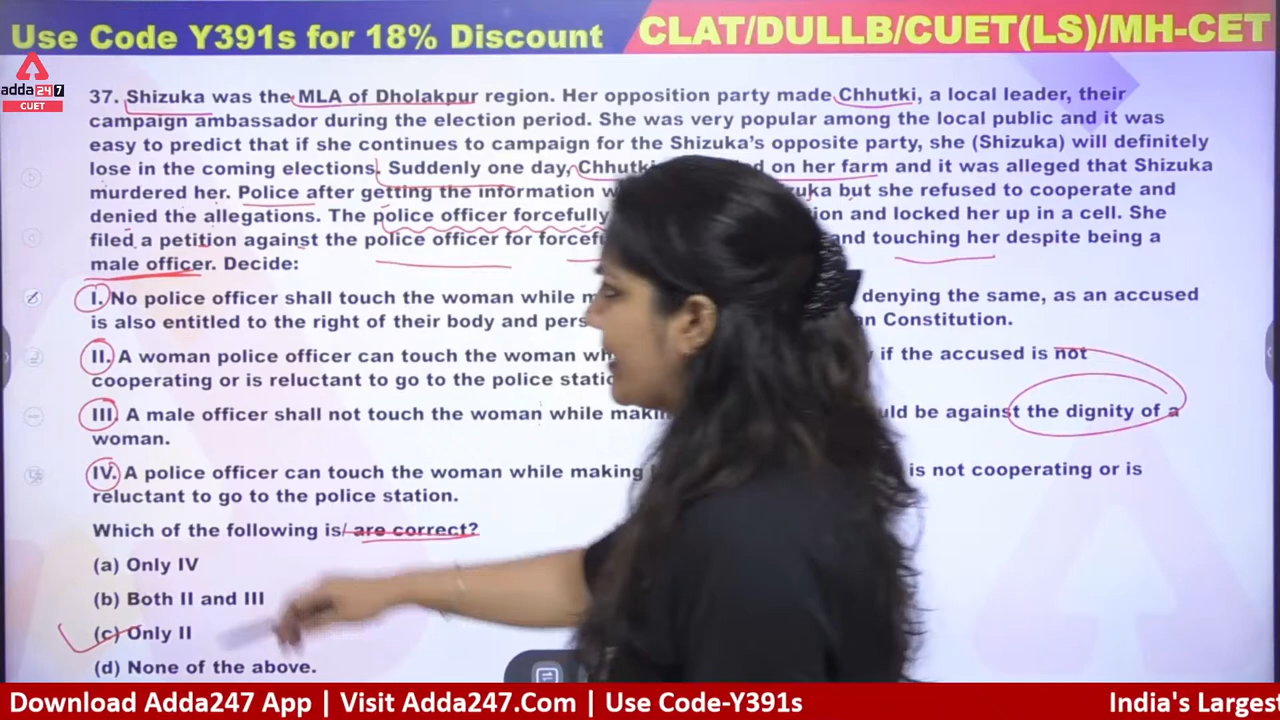 Use Code Y391s for 18% Discount
CLAT/DULLB/CUET(LS)/MH-CET
adda247
CUET
37. Shizuka was the MLA of Dholakpur region. Her opposition party made Chhutki, a local leader, their
campaign ambassador during the election period. She was very popular among the local public and it was
easy to predict that if she continues to campaign for the Shizuka's opposite party, she (Shizuka) will definitely
lose in the coming elections. Suddenly one day, on her farm and it was alleged that Shizuka
murdered her. Police after getting the information but she refused to cooperate and
denied the allegations. The police officer forcefully and locked her up in a cell. She
filed a petition against the police officer for and touching her despite being a
male officer. Decide:
I. No police officer shall touch the woman while denying the same, as an accused
is also entitled to the right of their body and Constitution.
II. A woman police officer can touch the woman if the accused is not
cooperating or is reluctant to go to the police
III. A male officer shall not touch the woman while be against the dignity of a
woman.
IV. A police officer can touch the woman while making is not cooperating or is
reluctant to go to the police station.
Which of the following is/ are correct?
(a) Only IV
(b) Both II and III
(c) Only II
(d) None of the above.
Download Adda247 App | Visit Adda247.Com | Use Code-Y391s
India's Largest